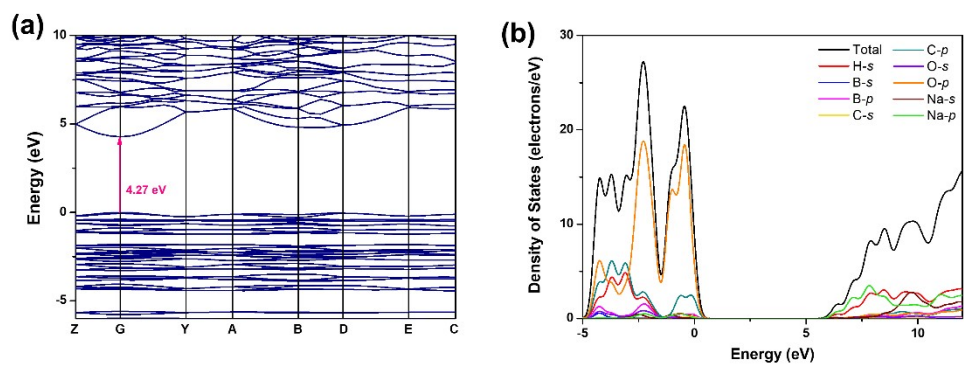 (a)
Energy (eV)
10
5
0
-5
4.27 eV
Z G Y A B D E C
(b)
Density of States (electrons/eV)
30
20
10
0
Total
H-s
B-s
B-p
C-s
C-p
O-s
O-p
Na-s
Na-p
-5 0 5 10
Energy (eV)